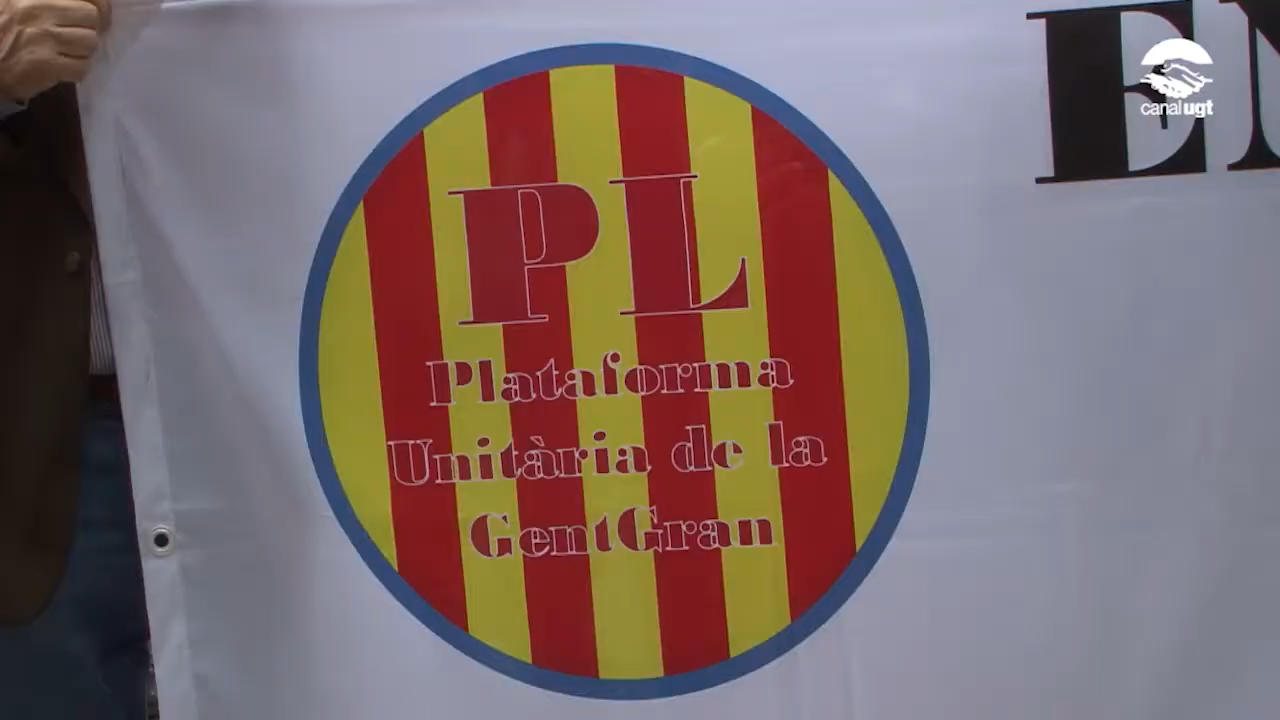 PL
Plataforma
Unitària de la
GentGran
E
canalugt